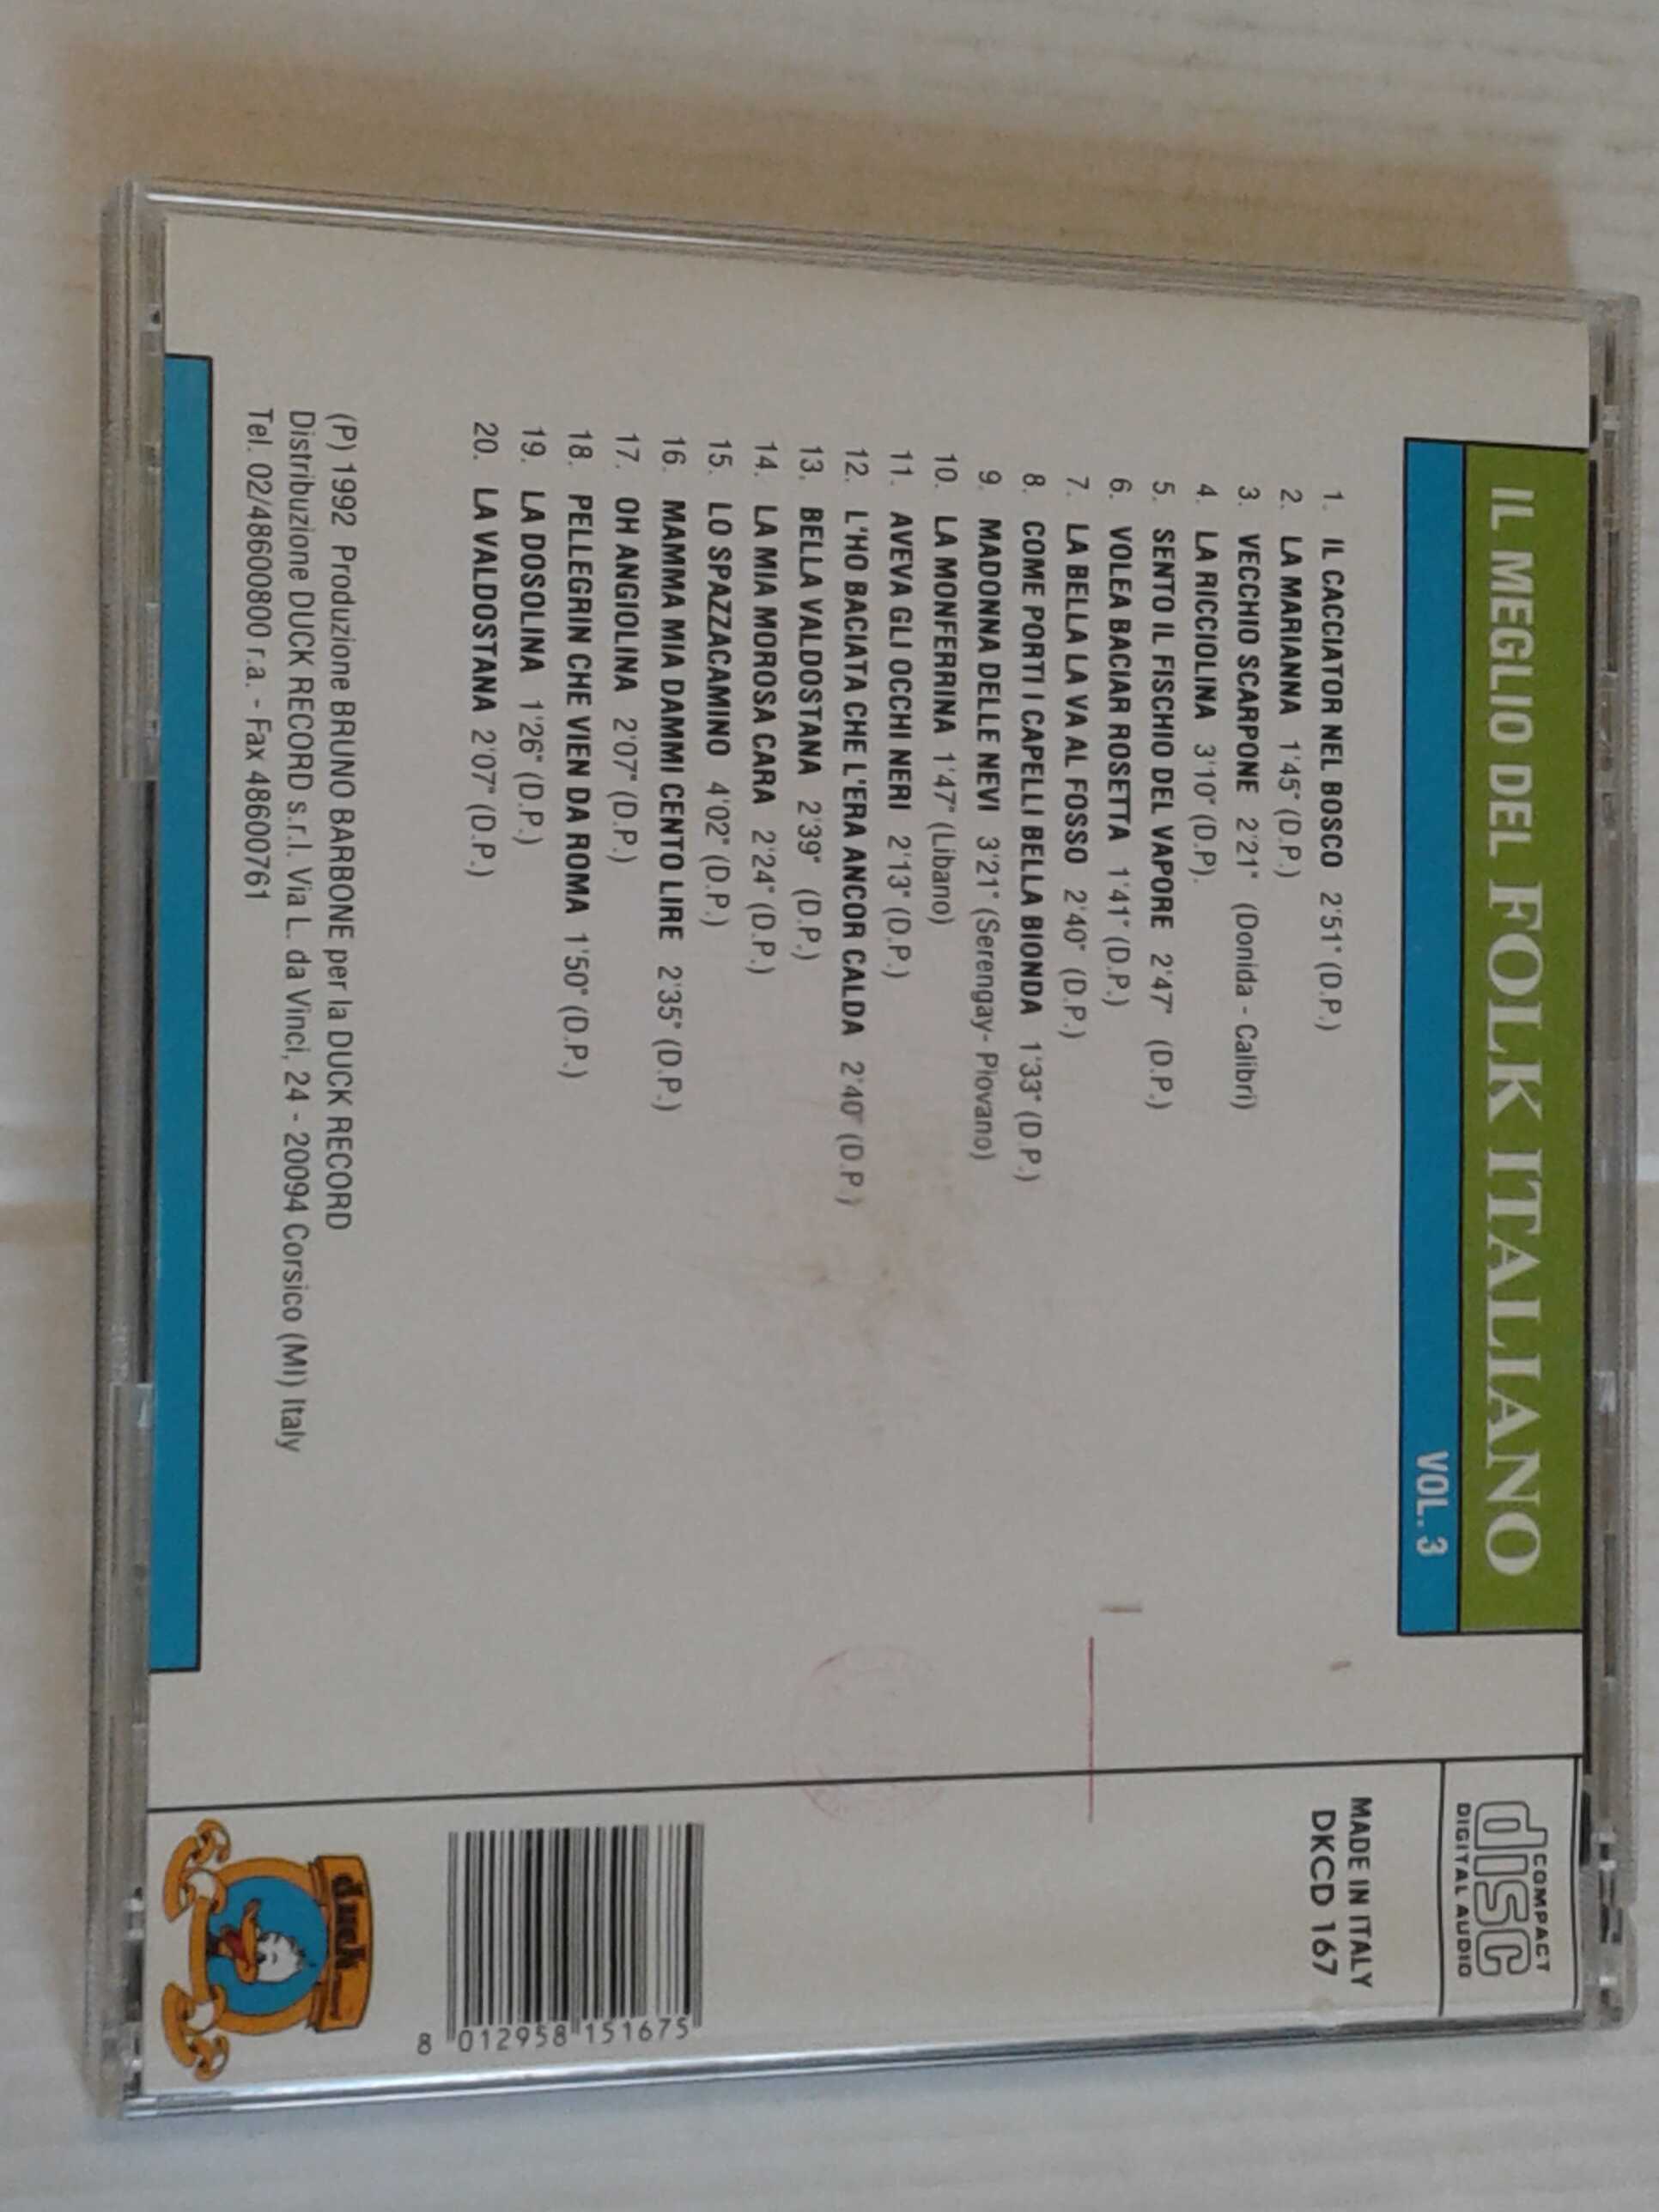 IL MEGLIO DEL FOLK ITALIANO
VOL. 3
1. IL CACCIATOR NEL BOSCO 2'51" (D.P.)
2. LA MARIANNA 1'45" (D.P.)
3. VECCHIO SCARPONE 2'21" (Donida - Calibri)
4. LA RICCIOLINA 3'10" (D.P).
5. SENTO IL FISCHIO DEL VAPORE 2'47" (D.P.)
6. VOLEA BACIAR ROSETTA 1'41" (D.P.)
7. LA BELLA LA VA AL FOSSO 2'40" (D.P.)
8. COME PORTI I CAPELLI BELLA BIONDA 1'33" (D.P.)
9. MADONNA DELLE NEVI 3'21" (Serengay- Piovano)
10. LA MONFERRINA 1'47" (Libano)
11. AVEVA GLI OCCHI NERI 2'13" (D.P.)
12. L'HO BACIATA CHE L'ERA ANCOR CALDA 2'40" (D.P.)
13. BELLA VALDOSTANA 2'39" (D.P.)
14. LA MIA MOROSA CARA 2'24" (D.P.)
15. LO SPAZZACAMINO 4'02" (D.P.)
16. MAMMA MIA DAMMI CENTO LIRE 2'35" (D.P.)
17. OH ANGIOLINA 2'07" (D.P.)
18. PELLEGRIN CHE VIEN DA ROMA 1'50" (D.P.)
19. LA DOSOLINA 1'26" (D.P.)
20. LA VALDOSTANA 2'07" (D.P.)
(P) 1992 Produzione BRUNO BARBONE per la DUCK RECORD
Distribuzione DUCK RECORD s.r.l. Via L. da Vinci, 24 - 20094 Corsico (MI) Italy
Tel. 02/48600800 r.a. - Fax 48600761
COMPACT
disc
DIGITAL AUDIO
MADE IN ITALY
DKCD 167
8 012958 151675
duck